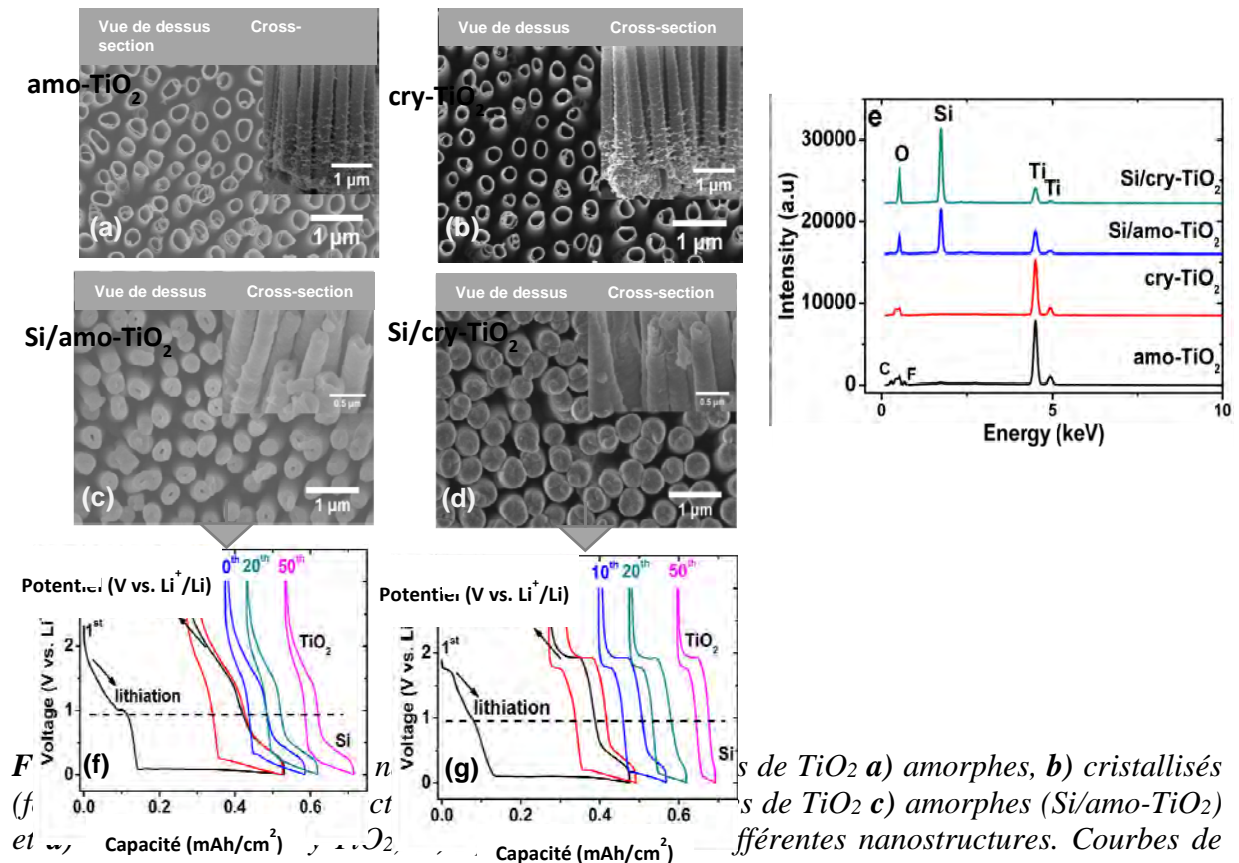 Vue de dessus Cross-
section
amo-TiO2
1 µm
1 µm
(a)
Vue de dessus Cross-section
cry-TiO2
1 µm
1 µm
(b)
e
30000
20000
10000
0
Intensity (a.u)
O
Si
Ti
Ti
Si/cry-TiO2
Si/amo-TiO2
cry-TiO2
amo-TiO2
C
F
0
5
10
Energy (keV)
Vue de dessus Cross-section
Si/amo-TiO2
0.5 µm
1 µm
(c)
Vue de dessus Cross-section
Si/cry-TiO2
0.5 µm
1 µm
(d)
0th 20th 50th
Potentiel (V vs. Li+/Li)
1st
TiO2
lithiation
Si
Voltage (V vs. Li
2
1
0
(f)
0.0 0.2 0.4 0.6
Capacité (mAh/cm2)
10th 20th 50th
Potentiel (V vs. Li+/Li)
1st
TiO2
lithiation
Si
Voltage (V vs. Li
2
1
0
(g)
0.0 0.2 0.4 0.6
Capacité (mAh/cm2)
s de TiO2 a) amorphes, b) cristallisés
s de TiO2 c) amorphes (Si/amo-TiO2)
et fférentes nanostructures. Courbes de